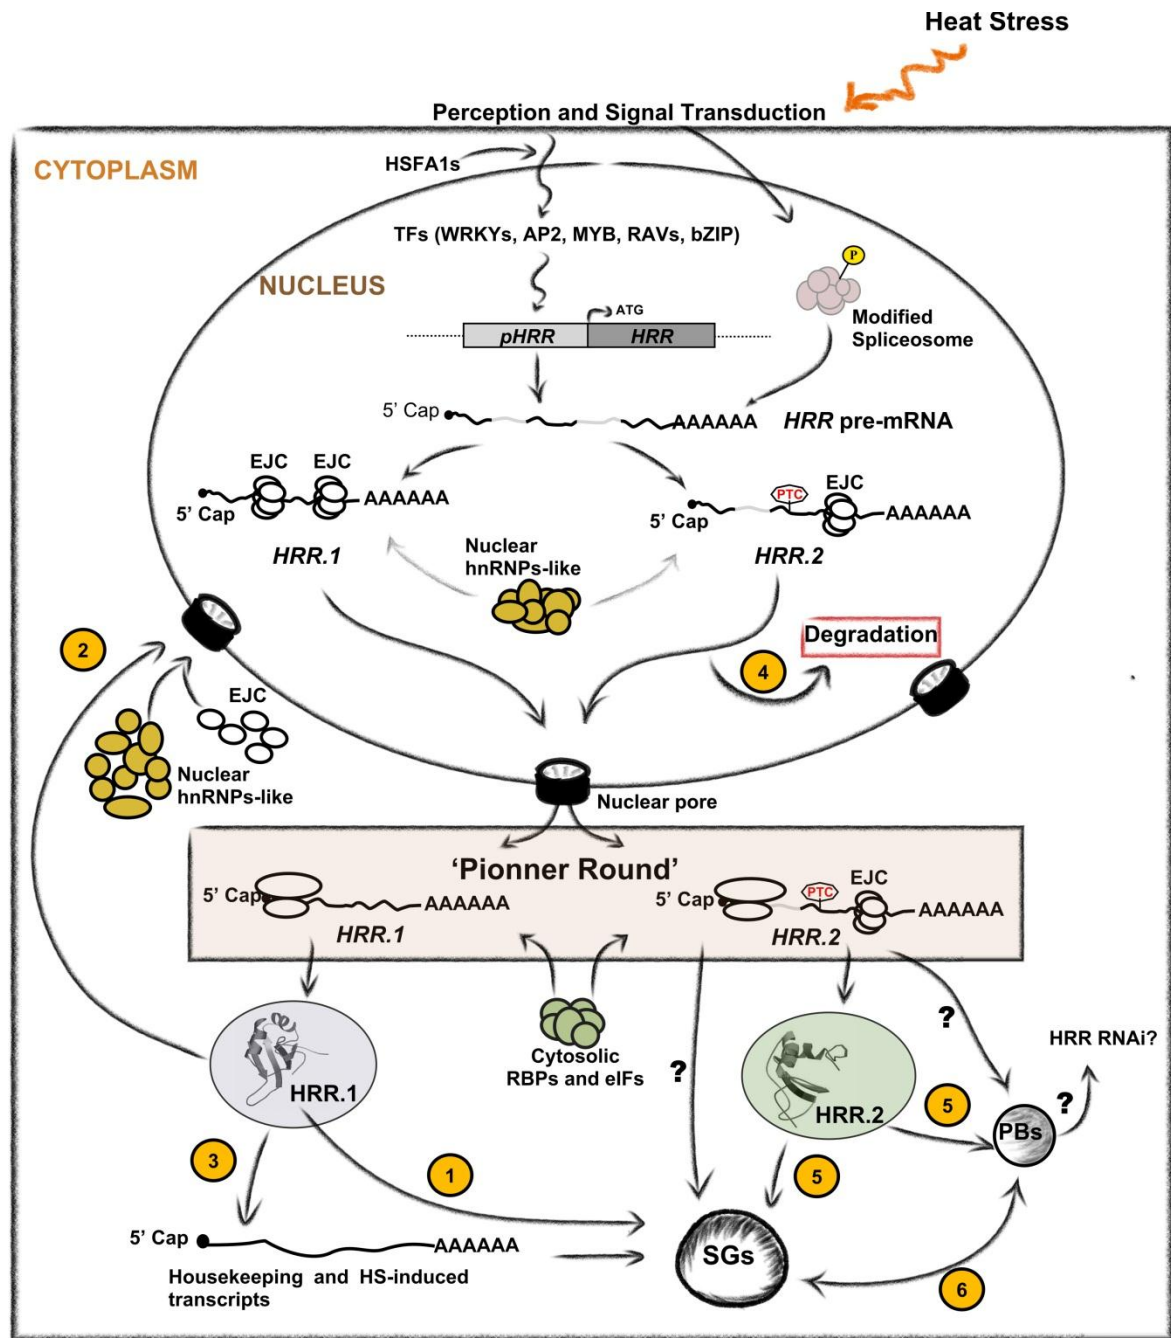 Heat Stress
Perception and Signal Transduction
CYTOPLASM
HSFA1s
TFs (WRKYs, AP2, MYB, RAVs, bZIP)
P
NUCLEUS
ATG
pHRR
HRR
Modified
Spliceosome
5’ Cap
AAAAAA
HRR pre-mRNA
EJC
EJC
5’ Cap
AAAAAA
HRR.1
PTC
EJC
5’ Cap
AAAAAA
HRR.2
Nuclear
hnRNPs-like
Degradation
4
2
EJC
Nuclear
hnRNPs-like
Nuclear pore
‘Pionner Round’
5’ Cap
AAAAAA
HRR.1
5’ Cap
PTC
EJC
AAAAAA
HRR.2
Cytosolic
RBPs and eIFs
?
?
HRR RNAi?
HRR.1
HRR.2
5
PBs
?
3
1
5
5’ Cap
AAAAAA
SGs
Housekeeping and HS-induced
transcripts
6